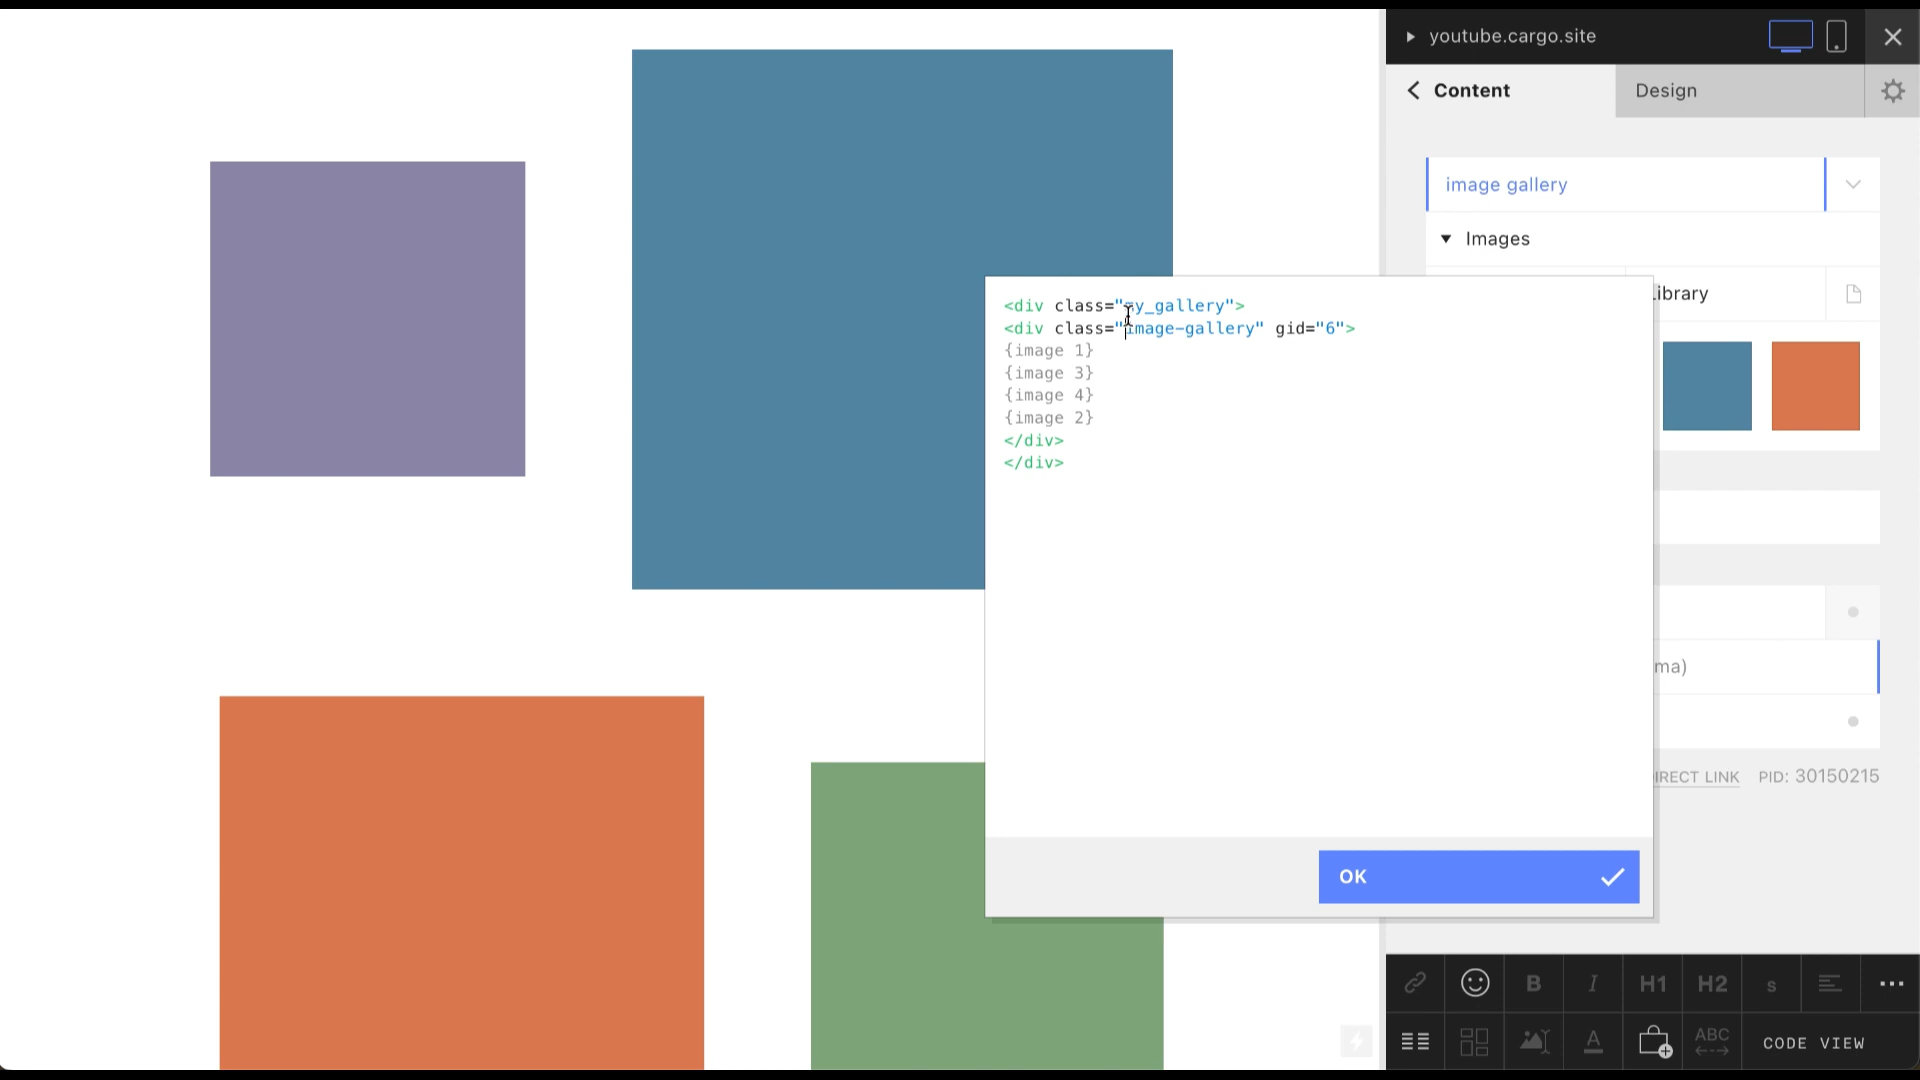 youtube.cargo.site
Content
Design
image gallery
Images
ibrary
<div class="my_gallery">
<div class="image-gallery" gid="6">
{image 1}
{image 3}
{image 4}
{image 2}
</div>
</div>
ma)
IRECT LINK PID: 30150215
OK
B I H1 H2 s
A ABC CODE VIEW